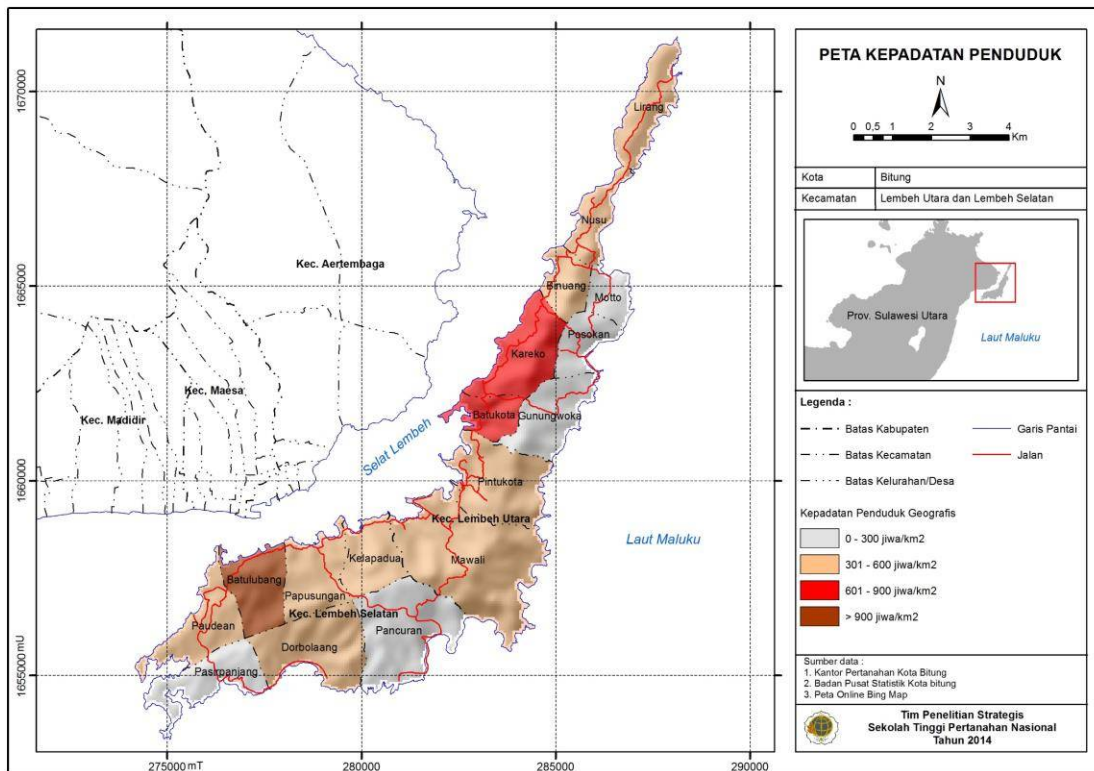 1670000
1665000
1660000
1655000 mU
275000 mT
280000
285000
290000
Lirang
Nusu
Kec. Aertembaga
Binuang
Motto
Posokan
Kareko
Kec. Maesa
Kec. Madidir
Batukota
Gunungwoka
Selat Lembeh
Pintukota
Kec. Lembeh Utara
Laut Maluku
Kelapadua
Mawali
Batulubang
Papusungan
Kec. Lembeh Selatan
Paudean
Pancuran
Dorbolaang
Pasirpanjang
PETA KEPADATAN PENDUDUK
N
0 0,5 1 2 3 4
Km
Kota Bitung
Kecamatan Lembeh Utara dan Lembeh Selatan
Prov. Sulawesi Utara
Laut Maluku
Legenda :
Batas Kabupaten Garis Pantai
Batas Kecamatan Jalan
Batas Kelurahan/Desa
Kepadatan Penduduk Geografis
0 - 300 jiwa/km2
301 - 600 jiwa/km2
601 - 900 jiwa/km2
> 900 jiwa/km2
Sumber data :
1. Kantor Pertanahan Kota Bitung
2. Badan Pusat Statistik Kota bitung
3. Peta Online Bing Map
Tim Penelitian Strategis
Sekolah Tinggi Pertanahan Nasional
Tahun 2014